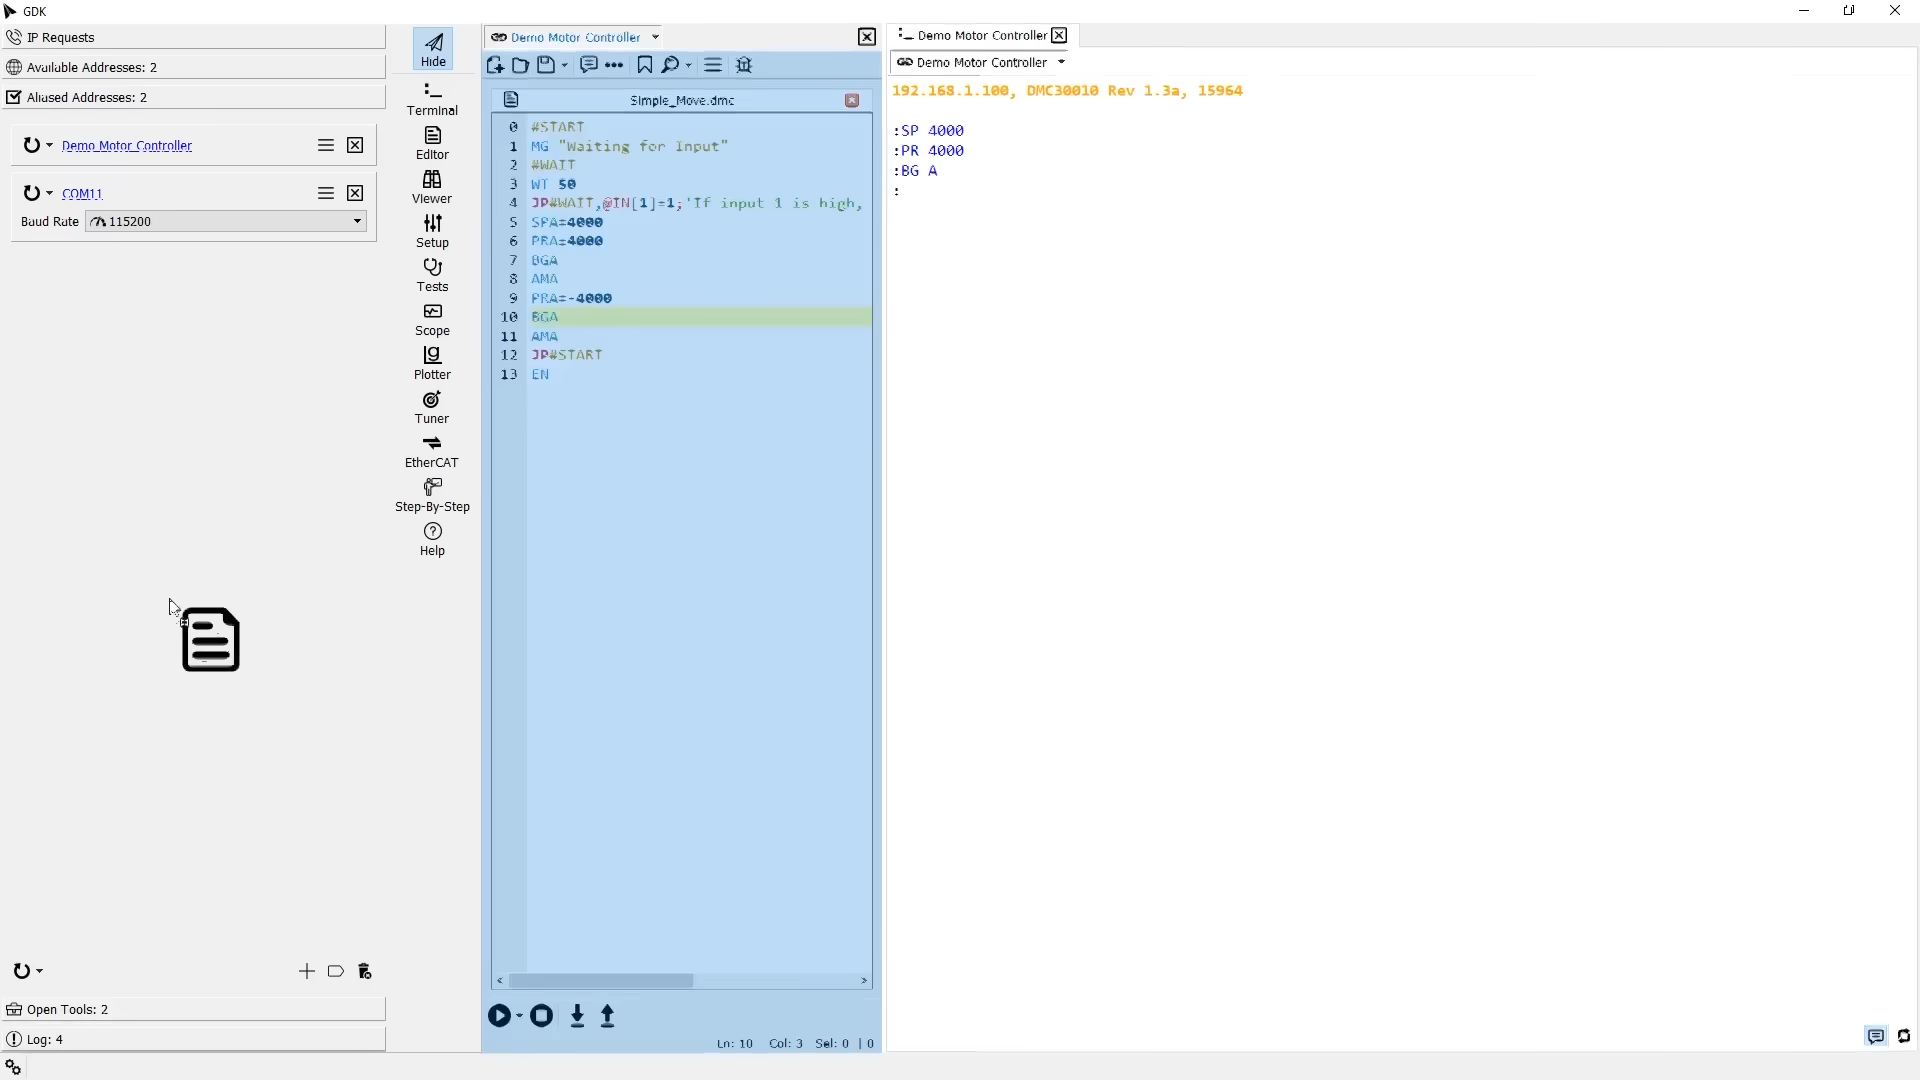 GDK
IP Requests
Available Addresses: 2
Aliased Addresses: 2
Demo Motor Controller
COM11
Baud Rate 115200
Open Tools: 2
Log: 4
Hide
Terminal
Editor
Viewer
Setup
Tests
Scope
Plotter
Tuner
EtherCAT
Step-By-Step
Help
Demo Motor Controller
Simple_Move.dmc
0 #START
1 MG "Waiting for Input"
2 #WAIT
3 WT 50
4 JP#WAIT,@IN[1]=1;'If input 1 is high,
5 SPA=4000
6 PRA=4000
7 BGA
8 AMA
9 PRA=-4000
10 BGA
11 AMA
12 JP#START
13 EN
Ln: 10 Col: 3 Sel: 0 | 0
Demo Motor Controller
Demo Motor Controller
192.168.1.100, DMC30010 Rev 1.3a, 15964
:SP 4000
:PR 4000
:BG A
: